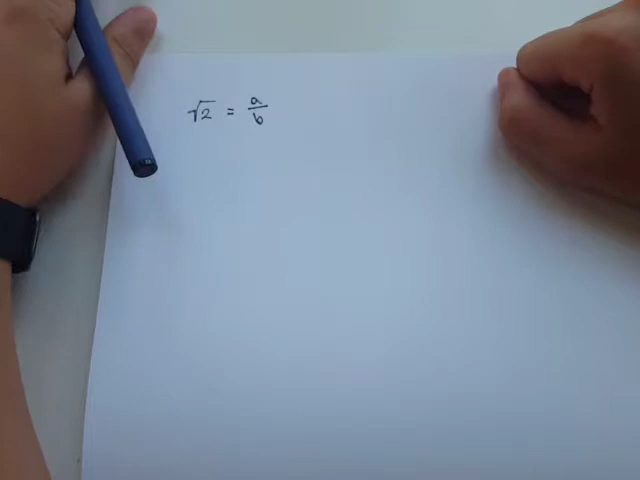 √2 = a/b